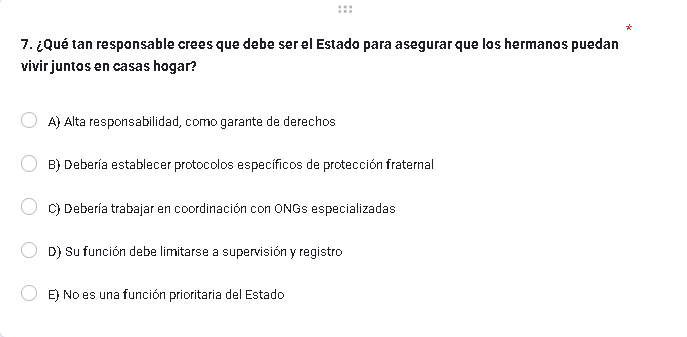 *
7. ¿Qué tan responsable crees que debe ser el Estado para asegurar que los hermanos puedan
vivir juntos en casas hogar?
A) Alta responsabilidad, como garante de derechos
B) Debería establecer protocolos específicos de protección fraternal
C) Debería trabajar en coordinación con ONGs especializadas
D) Su función debe limitarse a supervisión y registro
E) No es una función prioritaria del Estado